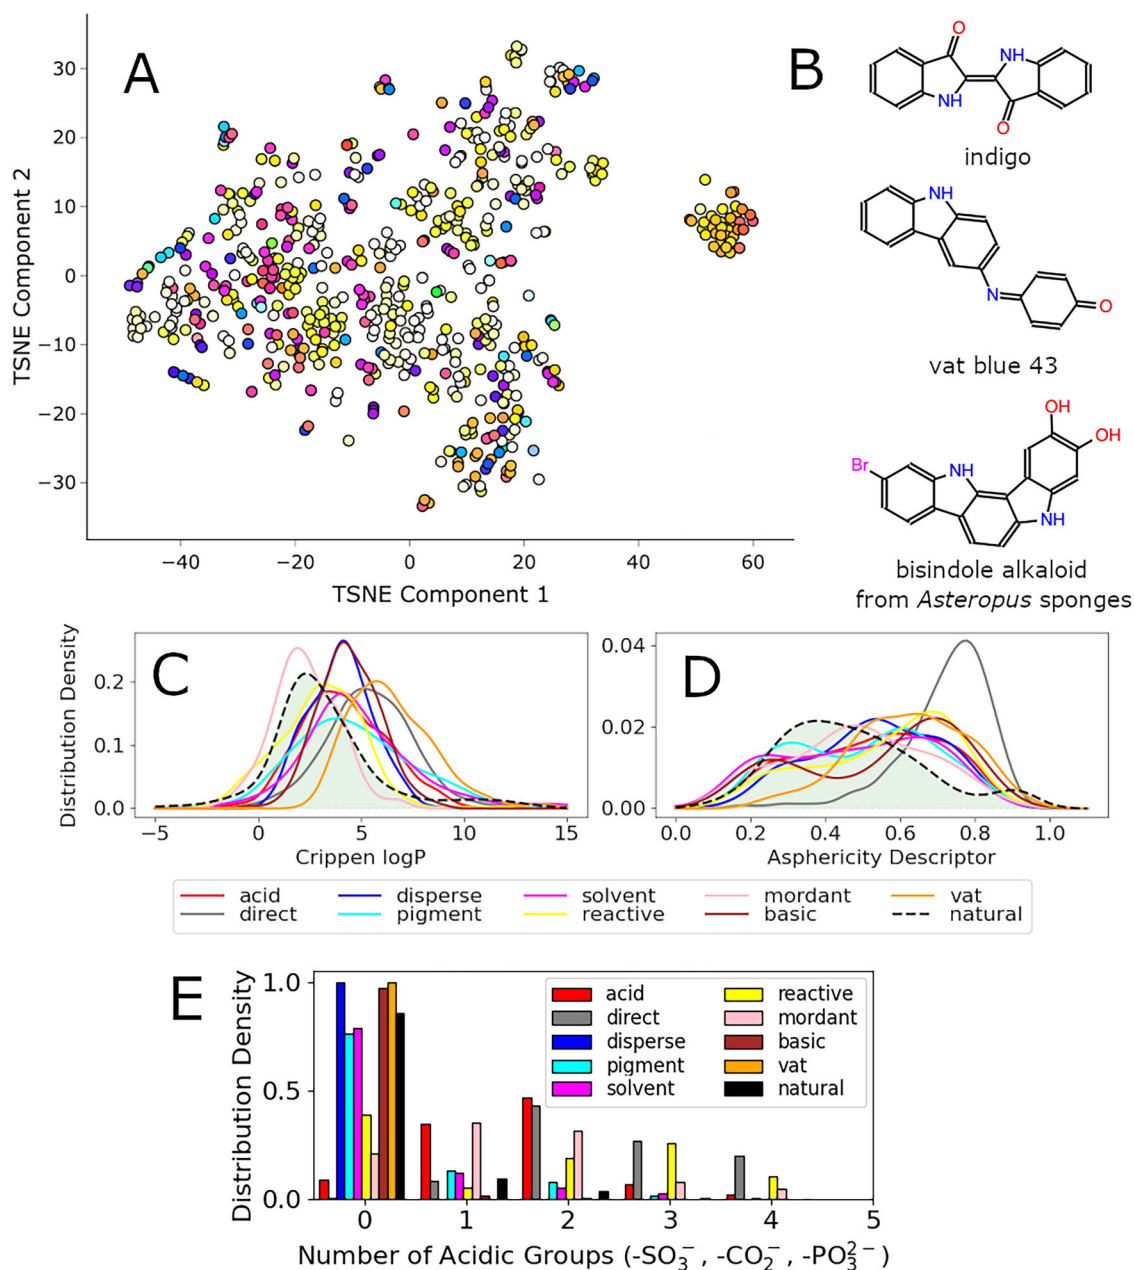 A
TSNE Component 2
30
20
10
0
−10
−20
−30
−40
−20
0
20
40
60
TSNE Component 1
B
O
NH
NH
O
indigo
NH
N
O
vat blue 43
OH
OH
Br
NH
NH
bisindole alkaloid
from Asteropus sponges
C
Distribution Density
0.2
0.1
0.0
−5
0
5
10
15
Crippen logP
D
0.04
0.02
0.00
0.0
0.2
0.4
0.6
0.8
1.0
Asphericity Descriptor
acid
direct
disperse
pigment
solvent
reactive
mordant
basic
vat
natural
E
Distribution Density
1.0
0.5
0.0
acid
direct
disperse
pigment
solvent
reactive
mordant
basic
vat
natural
0
1
2
3
4
5
Number of Acidic Groups (-SO₃⁻, -CO₂⁻, -PO₃²⁻)